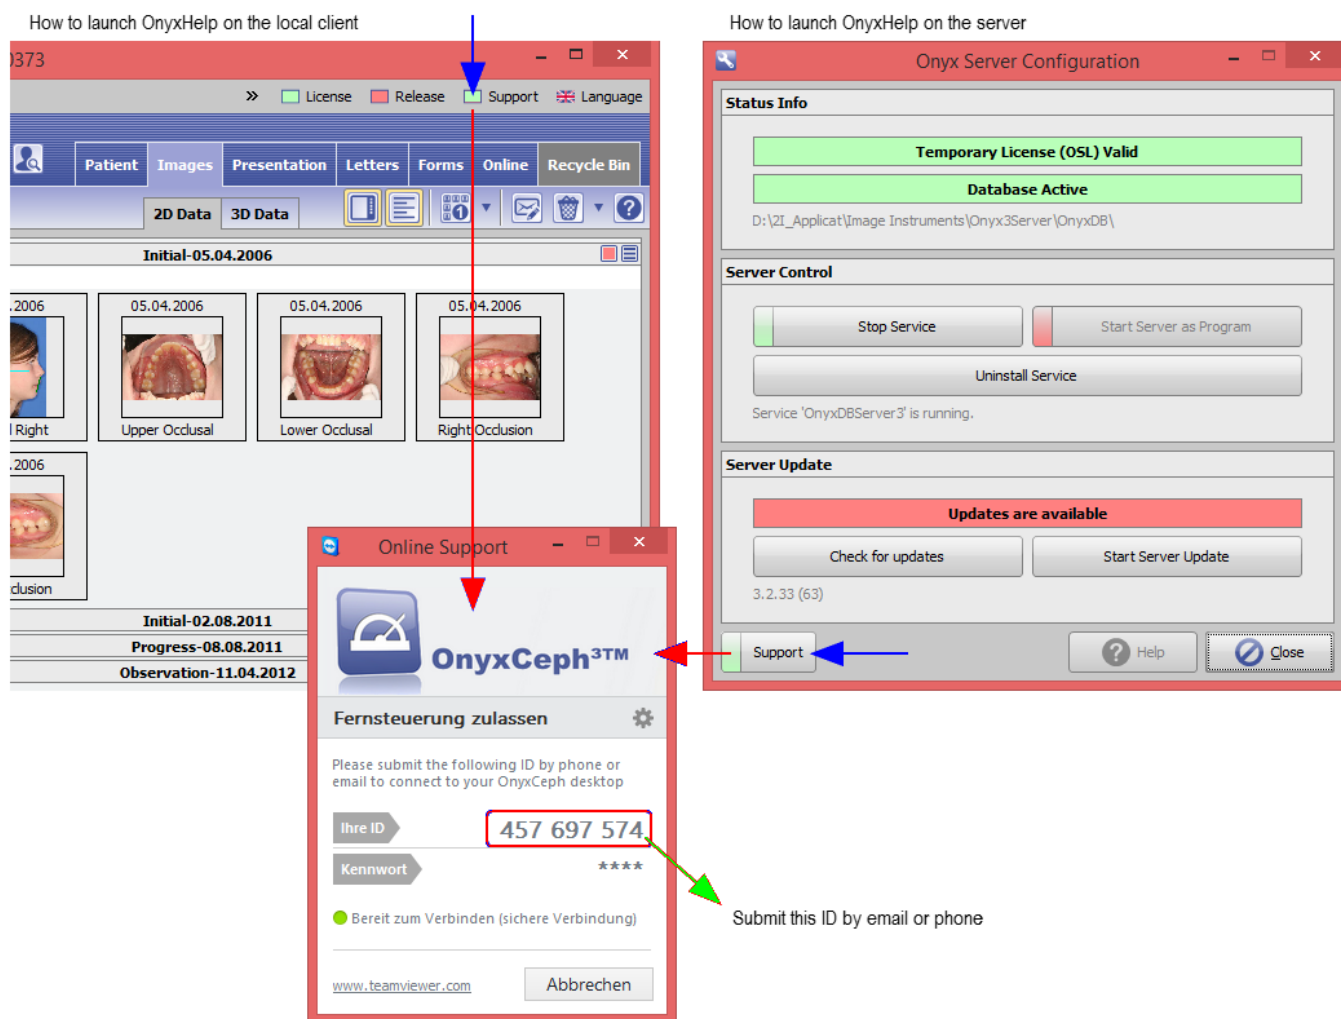 How to launch OnyxHelp on the local client
How to launch OnyxHelp on the server
0373
» License Release Support Language
Patient Images Presentation Letters Forms Online Recycle Bin
2D Data 3D Data
Initial-05.04.2006
.2006 05.04.2006 05.04.2006 05.04.2006
Right Upper Occlusal Lower Occlusal Right Occlusion
.2006
clusion
Initial-02.08.2011
Progress-08.08.2011
Observation-11.04.2012
Onyx Server Configuration
Status Info
Temporary License (OSL) Valid
Database Active
D:\2I_Applicat\Image Instruments\Onyx3Server\OnyxDB\
Server Control
Stop Service Start Server as Program
Uninstall Service
Service 'OnyxDBServer3' is running.
Server Update
Updates are available
Check for updates Start Server Update
3.2.33 (63)
Support Help Close
Online Support
OnyxCeph³™
Fernsteuerung zulassen
Please submit the following ID by phone or
email to connect to your OnyxCeph desktop
Ihre ID 457 697 574
Kennwort ****
Bereit zum Verbinden (sichere Verbindung)
www.teamviewer.com Abbrechen
Submit this ID by email or phone